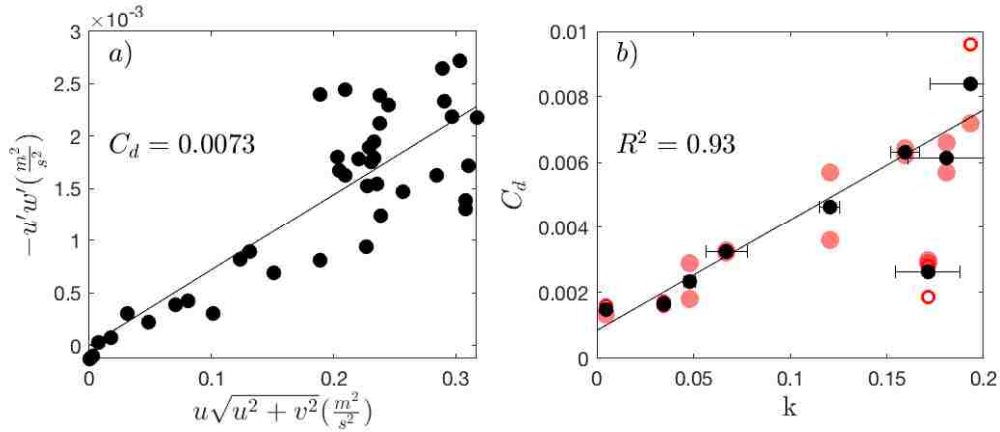 ×10⁻³
a)
C_d = 0.0073
3
2.5
2
1.5
1
0.5
0
-u'w'(m²/s²)
0 0.1 0.2 0.3
u√u² + v²(m²/s²)
b)
R² = 0.93
0.01
0.008
0.006
0.004
0.002
0
C_d
0 0.05 0.1 0.15 0.2
k